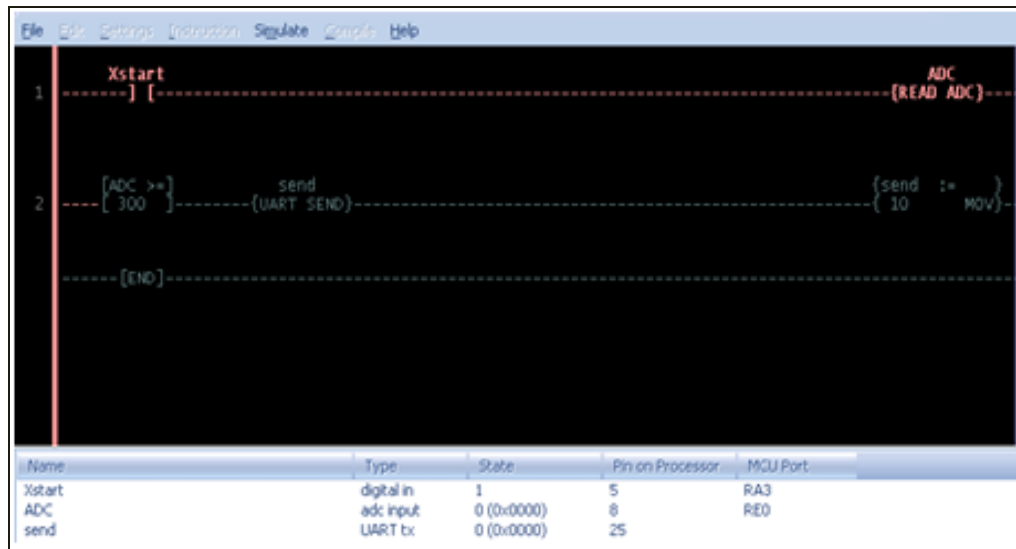 File Edit Settings Instruction Simulate Compile Help
Xstart ADC
1 -------] [------------------------------{READ ADC}----
[ADC >=] send {send := }
2 ----[ 300 ]--------{UART SEND}------------------------------{ 10 MOV}-
------[END]------------------------------
Name Type State Pin on Processor MCU Port
Xstart digital in 1 5 RA3
ADC adc input 0 (0x0000) 8 RE0
send UART tx 0 (0x0000) 25